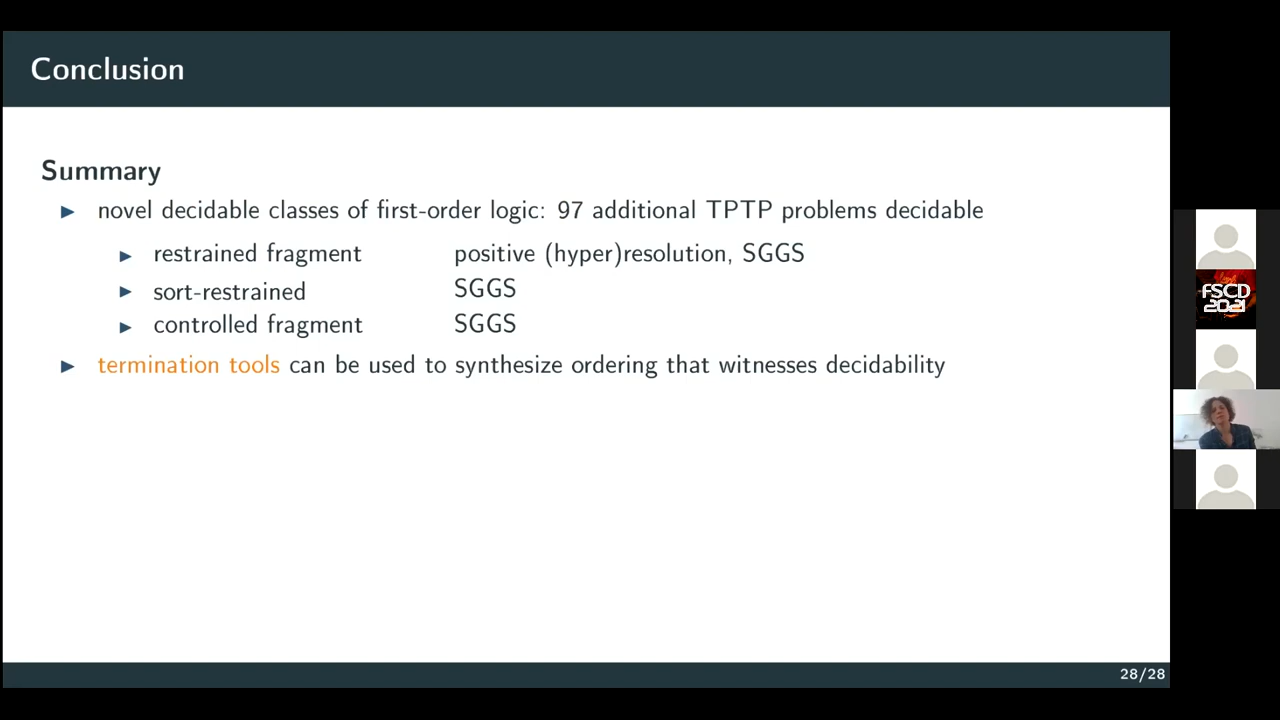 Conclusion
Summary
► novel decidable classes of first-order logic: 97 additional TPTP problems decidable
► restrained fragment positive (hyper)resolution, SGGS
► sort-restrained SGGS
► controlled fragment SGGS
► termination tools can be used to synthesize ordering that witnesses decidability
28/28
FSCD
2021